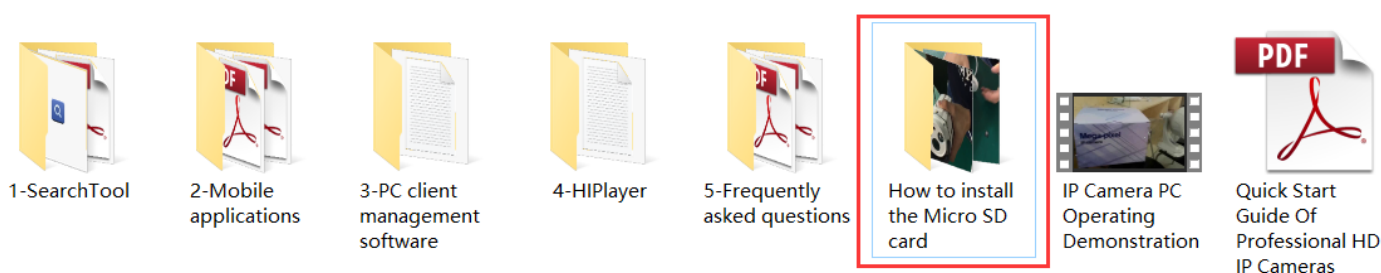 1-SearchTool
2-Mobile
applications
3-PC client
management
software
4-HIPlayer
5-Frequently
asked questions
How to install
the Micro SD
card
IP Camera PC
Operating
Demonstration
PDF
Quick Start
Guide Of
Professional HD
IP Cameras